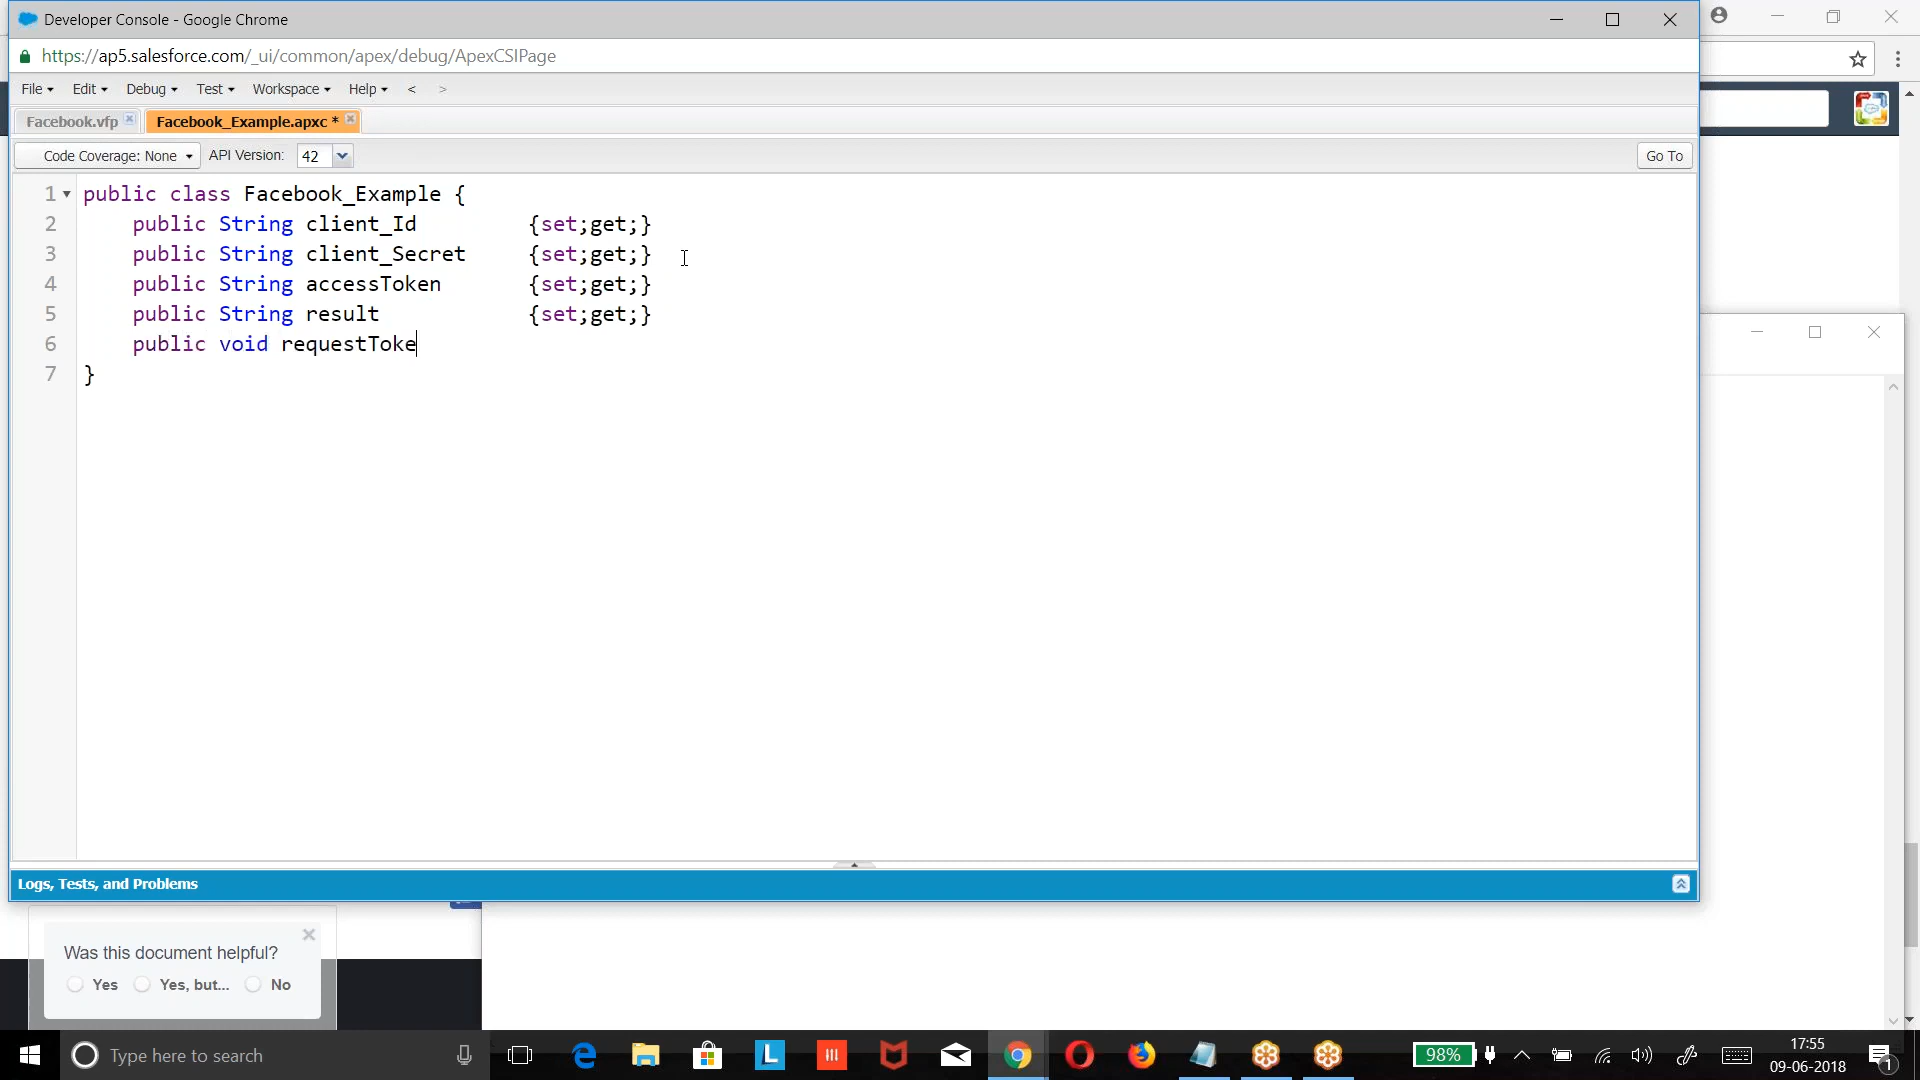 Developer Console - Google Chrome
https://ap5.salesforce.com/_ui/common/apex/debug/ApexCSIPage
File Edit Debug Test Workspace Help < >
Facebook.vfp Facebook_Example.apxc *
Code Coverage: None API Version: 42 Go To
1 public class Facebook_Example {
2 public String client_Id {set;get;}
3 public String client_Secret {set;get;}
4 public String accessToken {set;get;}
5 public String result {set;get;}
6 public void requestToke
7 }
Logs, Tests, and Problems
Was this document helpful?
Yes Yes, but... No
Type here to search
L
98%
17:55
09-06-2018
1